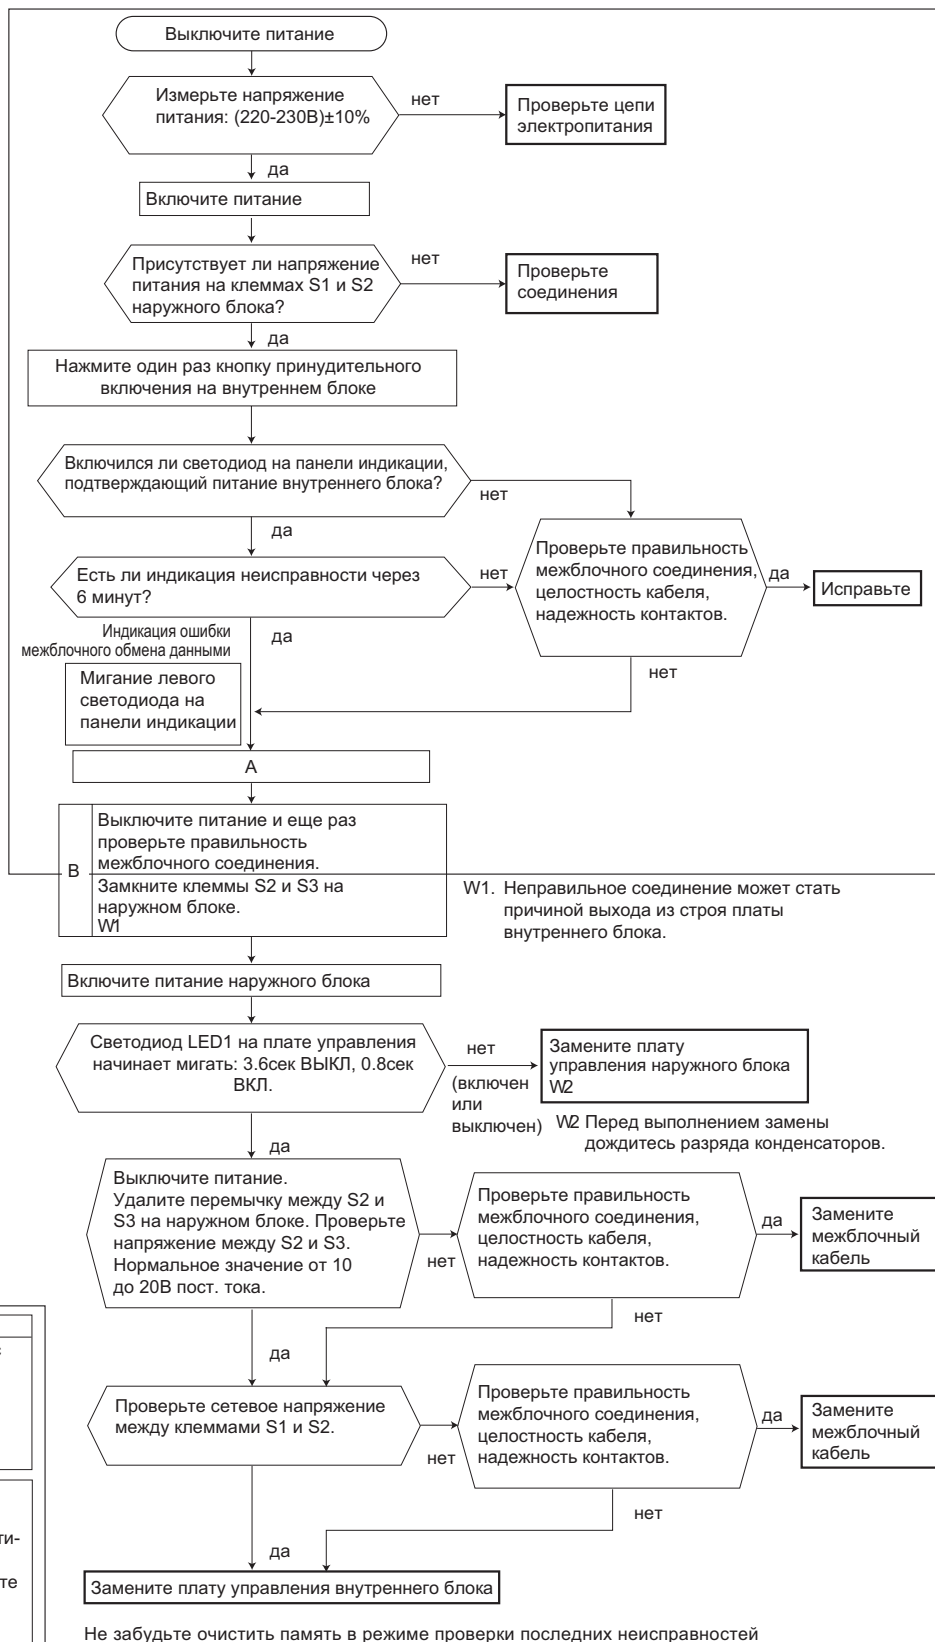 Выключите питание
Измерьте напряжение
питания: (220-230В)±10%
нет
Проверьте цепи
электропитания
да
Включите питание
Присутствует ли напряжение
питания на клеммах S1 и S2
наружного блока?
нет
Проверьте
соединения
да
Нажмите один раз кнопку принудительного
включения на внутреннем блоке
Включился ли светодиод на панели индикации,
подтверждающий питание внутреннего блока?
нет
да
Есть ли индикация неисправности через
6 минут?
нет
Проверьте правильность
межблочного соединения,
целостность кабеля,
надежность контактов.
да
Исправьте
Индикация ошибки
межблочного обмена данными
да
нет
Мигание левого
светодиода на
панели индикации
A
B
Выключите питание и еще раз
проверьте правильность
межблочного соединения.
Замкните клеммы S2 и S3 на
наружном блоке.
W1
W1. Неправильное соединение может стать
причиной выхода из строя платы
внутреннего блока.
Включите питание наружного блока
Светодиод LED1 на плате управления
начинает мигать: 3.6сек ВЫКЛ, 0.8сек
ВКЛ.
нет
(включен
или
выключен)
Замените плату
управления наружного блока
W2
W2 Перед выполнением замены
дождитесь разряда конденсаторов.
да
Выключите питание.
Удалите перемычку между S2 и
S3 на наружном блоке. Проверьте
напряжение между S2 и S3.
Нормальное значение от 10
до 20В пост. тока.
нет
Проверьте правильность
межблочного соединения,
целостность кабеля,
надежность контактов.
да
Замените
межблочный
кабель
нет
да
Проверьте сетевое напряжение
между клеммами S1 и S2.
нет
Проверьте правильность
межблочного соединения,
целостность кабеля,
надежность контактов.
да
Замените
межблочный
кабель
нет
да
ти-
те
Замените плату управления внутреннего блока
Не забудьте очистить память в режиме проверки последних неисправностей